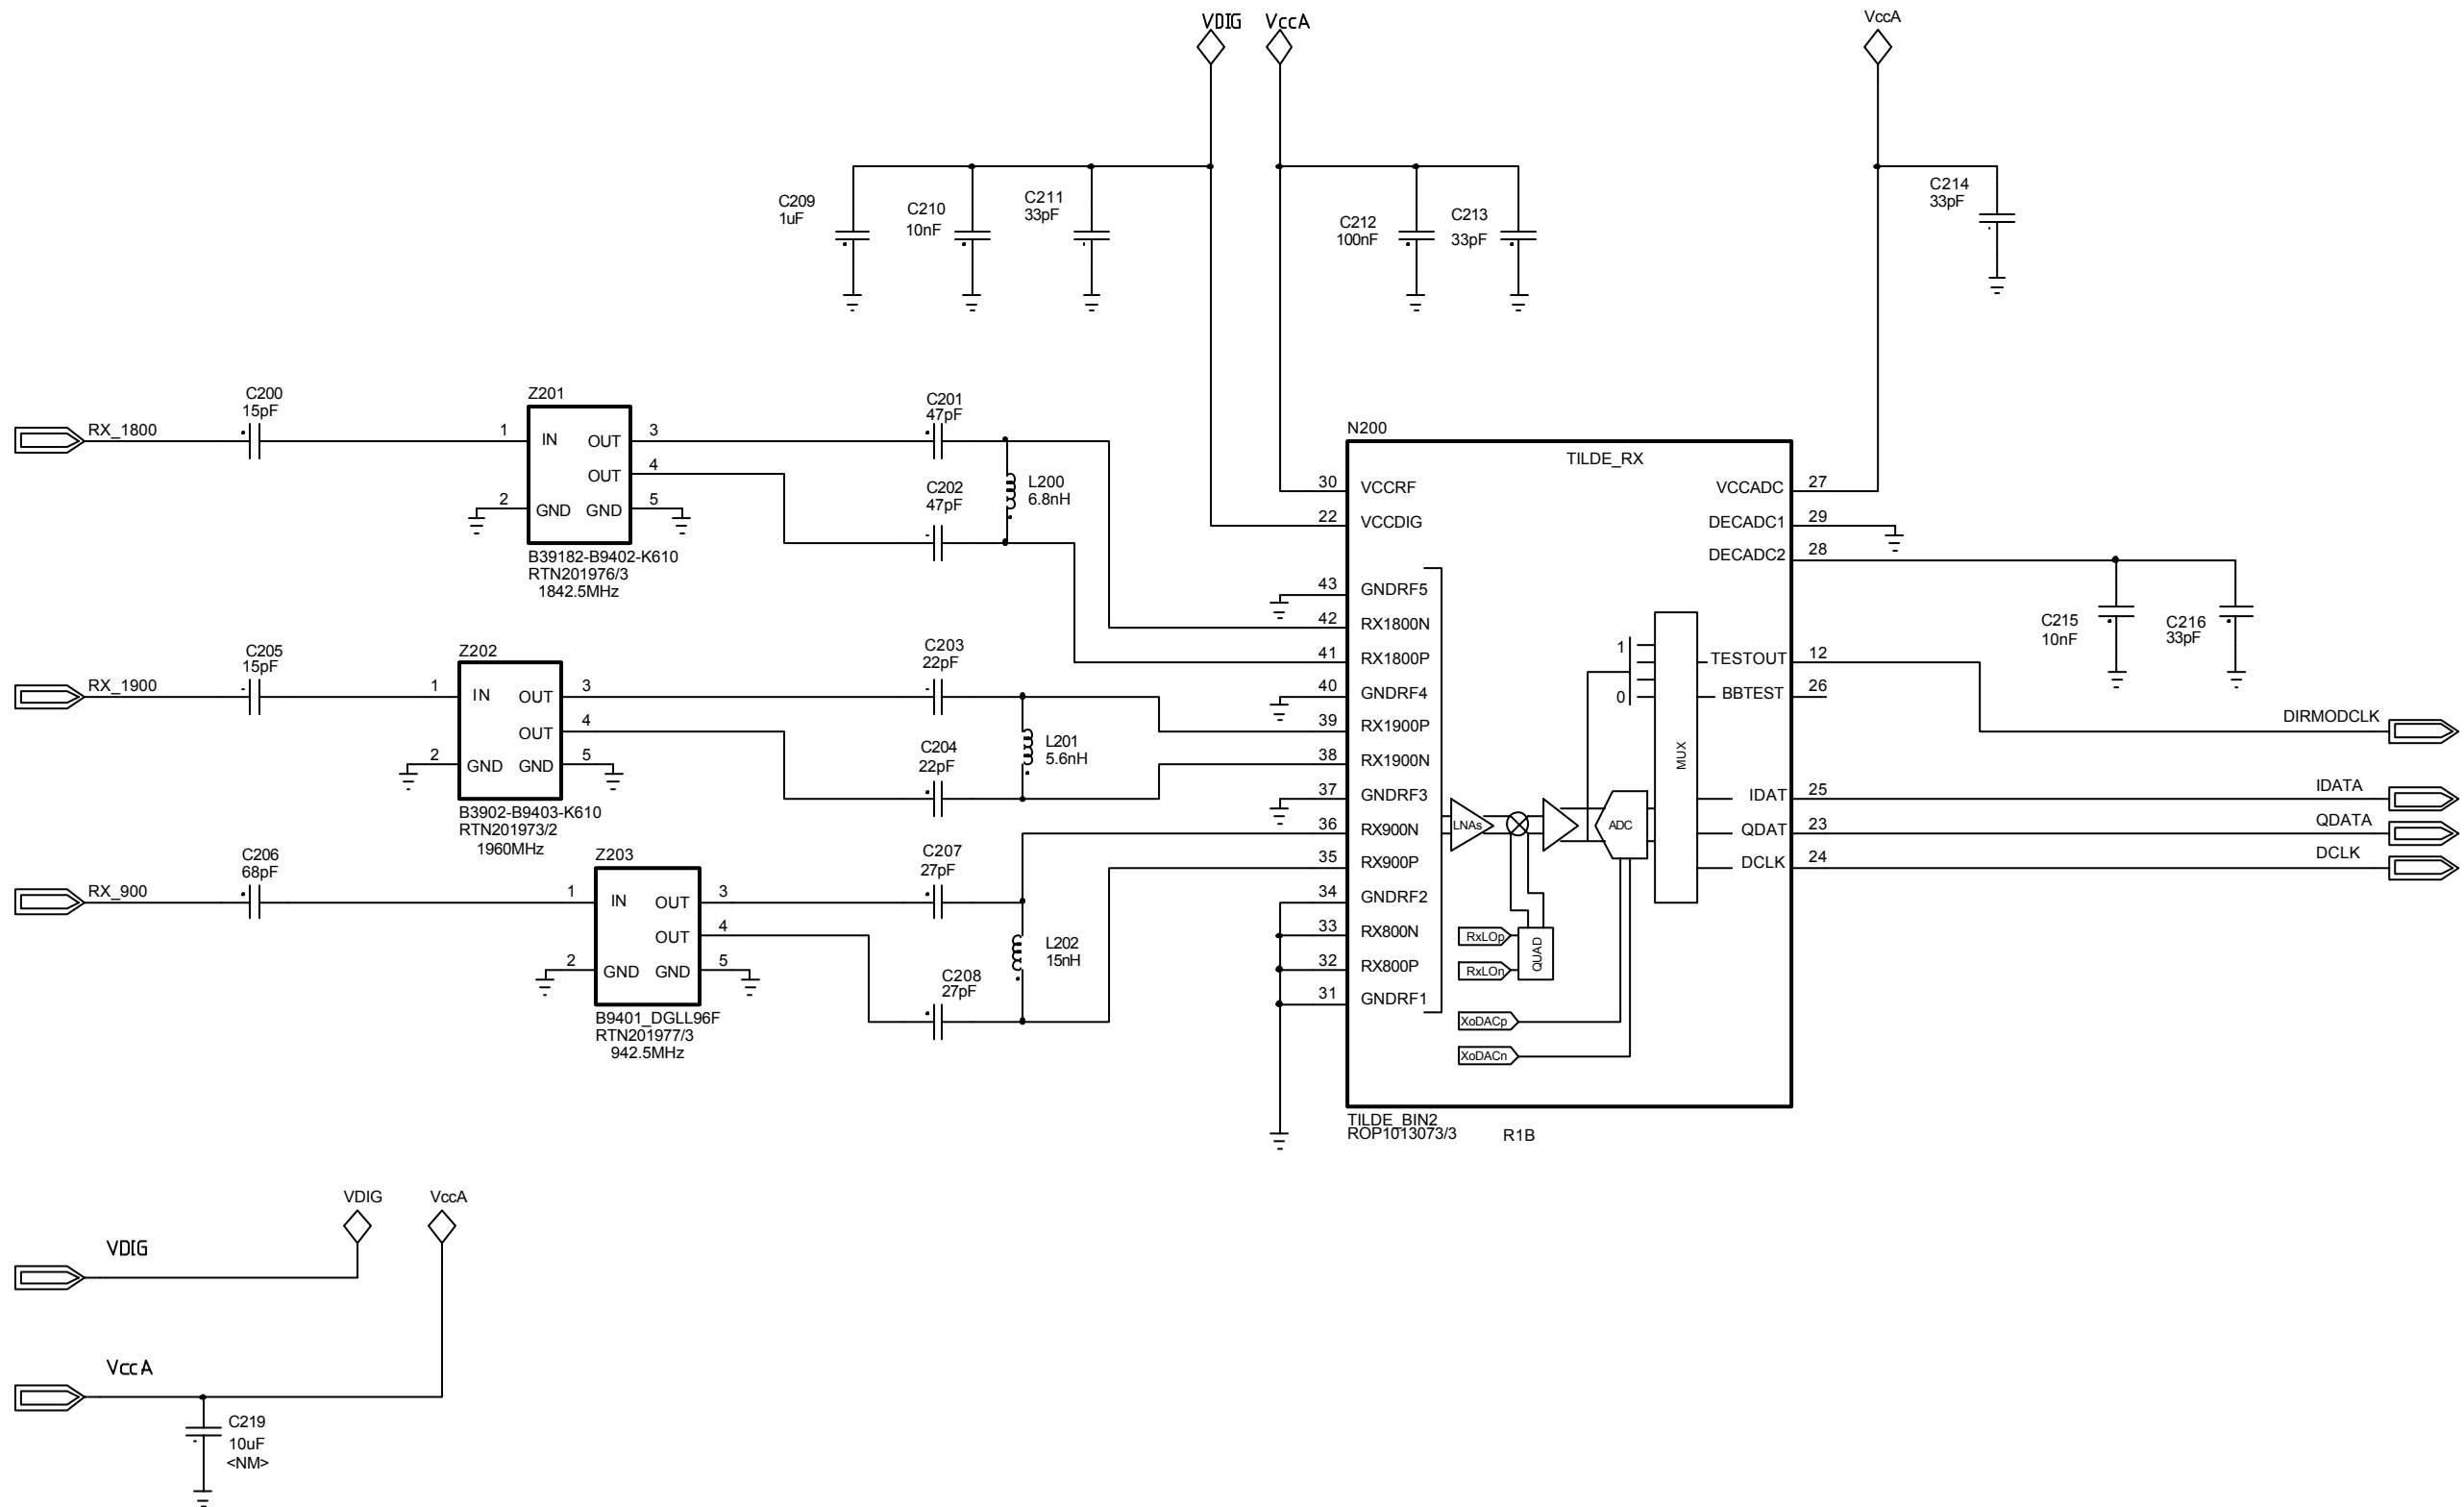 VDIG
VccA
VccA
C209
1uF
C210
10nF
C211
33pF
C212
100nF
C213
33pF
C214
33pF
RX_1800
C200
15pF
Z201
1
IN
OUT
3
OUT
4
2
GND
GND
5
B39182-B9402-K610
RTN201976/3
1842.5MHz
C201
47pF
C202
47pF
L200
6.8nH
RX_1900
C205
15pF
Z202
1
IN
OUT
3
OUT
4
2
GND
GND
5
B3902-B9403-K610
RTN201973/2
1960MHz
C203
22pF
C204
22pF
L201
5.6nH
RX_900
C206
68pF
Z203
1
IN
OUT
3
OUT
4
2
GND
GND
5
B9401_DGLL96F
RTN201977/3
942.5MHz
C207
27pF
C208
27pF
L202
15nH
N200
TILDE_RX
30 VCCRF
22 VCCDIG
43 GNDRF5
42 RX1800N
41 RX1800P
40 GNDRF4
39 RX1900P
38 RX1900N
37 GNDRF3
36 RX900N
35 RX900P
34 GNDRF2
33 RX800N
32 RX800P
31 GNDRF1
VCCADC 27
DECADC1 29
DECADC2 28
TESTOUT 12
BBTEST 26
IDAT 25
QDAT 23
DCLK 24
1
0
MUX
LNAs
ADC
QUAD
RxLOp
RxLOn
XoDACp
XoDACn
TILDE_BIN2
ROP1013073/3
R1B
C215
10nF
C216
33pF
DIRMODCLK
IDATA
QDATA
DCLK
VDIG
VccA
VDIG
VccA
C219
10uF
<NM>